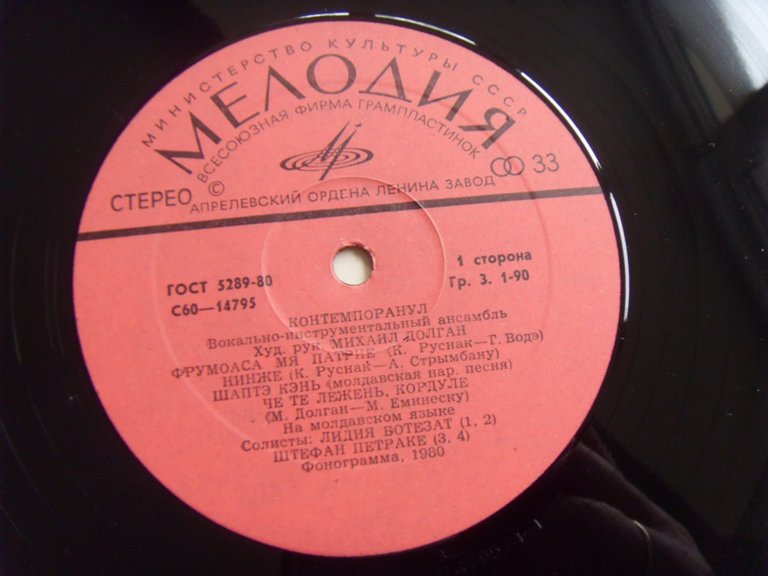 МИНИСТЕРСТВО КУЛЬТУРЫ СССР
МЕЛОДИЯ
ВСЕСОЮЗНАЯ ФИРМА ГРАМПЛАСТИНОК
СТЕРЕО ©
33
АПРЕЛЕВСКИЙ ОРДЕНА ЛЕНИНА ЗАВОД
ГОСТ 5289-80
С60—14795
1 сторона
Гр. 3. 1-90
КОНТЕМПОРАНУЛ
Вокально-инструментальный ансамбль
Худ. рук. МИХАИЛ ДОЛГАН
ФРУМОАСА МЯ ПАТРИЕ (К. Руснак—Г. Водэ)
НИНЖЕ (К. Руснак—А. Стрымбану)
ШАПТЭ КЭНЬ (молдавская нар. песня)
ЧЕ ТЕ ЛЕЖЕНЬ, КОРДУЛЕ
(М. Долган—М. Еминеску)
На молдавском языке
Солисты: ЛИДИЯ БОТЕЗАТ (1, 2)
ШТЕФАН ПЕТРАКЕ (3, 4)
Фонограмма, 1980